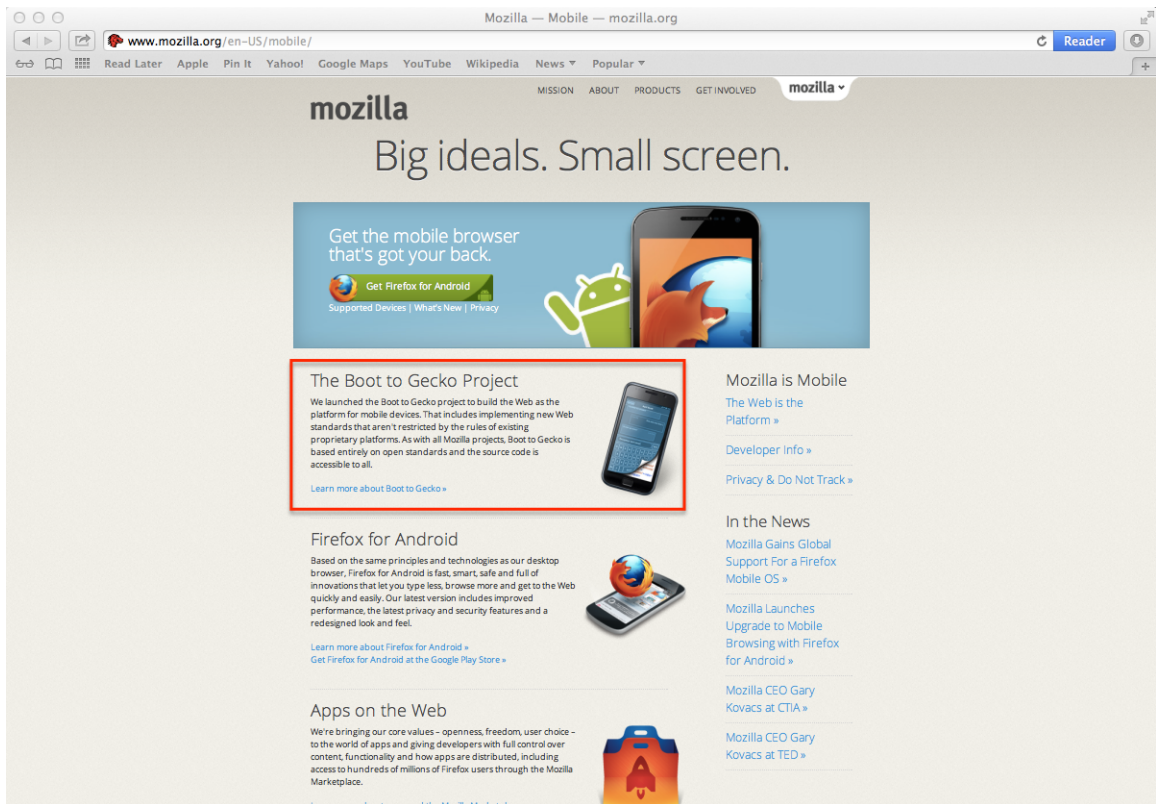 Mozilla — Mobile — mozilla.org
www.mozilla.org/en-US/mobile/
Reader
Read Later Apple Pin It Yahoo! Google Maps YouTube Wikipedia News Popular
MISSION ABOUT PRODUCTS GET INVOLVED mozilla
mozilla
Big ideals. Small screen.
Get the mobile browser
that's got your back.
Get Firefox for Android
Supported Devices | What's New | Privacy
The Boot to Gecko Project
We launched the Boot to Gecko project to build the Web as the
platform for mobile devices. That includes implementing new Web
standards that aren't restricted by the rules of existing
proprietary platforms. As with all Mozilla projects, Boot to Gecko is
based entirely on open standards and the source code is
accessible to all.
Learn more about Boot to Gecko »
Firefox for Android
Based on the same principles and technologies as our desktop
browser, Firefox for Android is fast, smart, safe and full of
innovations that let you type less, browse more and get to the Web
quickly and easily. Our latest version includes improved
performance, the latest privacy and security features and a
redesigned look and feel.
Learn more about Firefox for Android »
Get Firefox for Android at the Google Play Store »
Apps on the Web
We're bringing our core values – openness, freedom, user choice –
to the world of apps and giving developers with full control over
content, functionality and how apps are distributed, including
access to hundreds of millions of Firefox users through the Mozilla
Marketplace.
Mozilla is Mobile
The Web is the
Platform »
Developer Info »
Privacy & Do Not Track »
In the News
Mozilla Gains Global
Support For a Firefox
Mobile OS »
Mozilla Launches
Upgrade to Mobile
Browsing with Firefox
for Android »
Mozilla CEO Gary
Kovacs at CTIA »
Mozilla CEO Gary
Kovacs at TED »